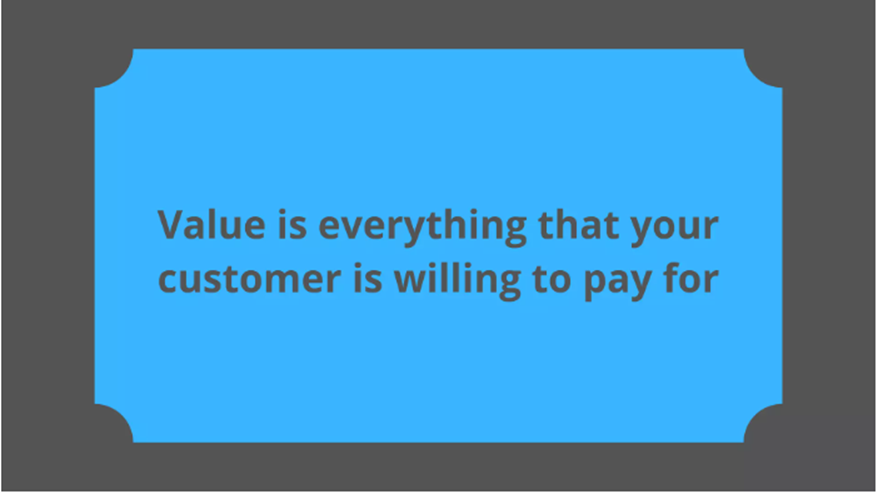 Value is everything that your
customer is willing to pay for